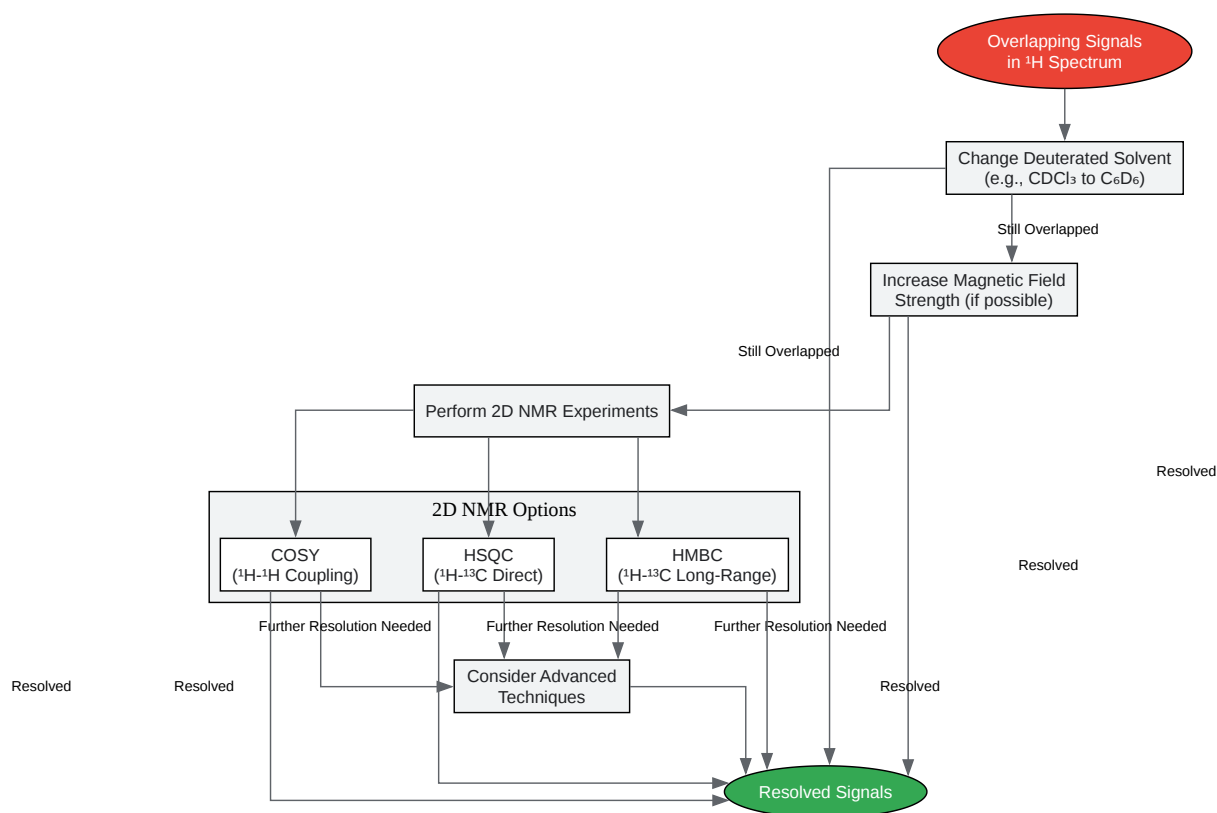 Overlapping Signals
in ¹H Spectrum
Change Deuterated Solvent
(e.g., CDCl₃ to C₆D₆)
Still Overlapped
Increase Magnetic Field
Strength (if possible)
Still Overlapped
Perform 2D NMR Experiments
Resolved
2D NMR Options
COSY
(¹H-¹H Coupling)
HSQC
(¹H-¹³C Direct)
HMBC
(¹H-¹³C Long-Range)
Resolved
Further Resolution Needed
Further Resolution Needed
Further Resolution Needed
Consider Advanced
Techniques
Resolved
Resolved
Resolved
Resolved Signals